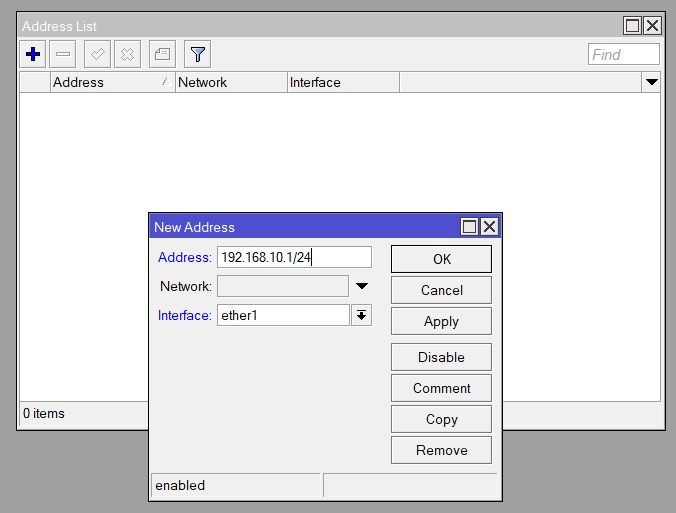 Address List
Find
Address Network Interface
New Address
Address: 192.168.10.1/24 OK
Network: Cancel
Interface: ether1 Apply
Disable
Comment
Copy
Remove
0 items
enabled